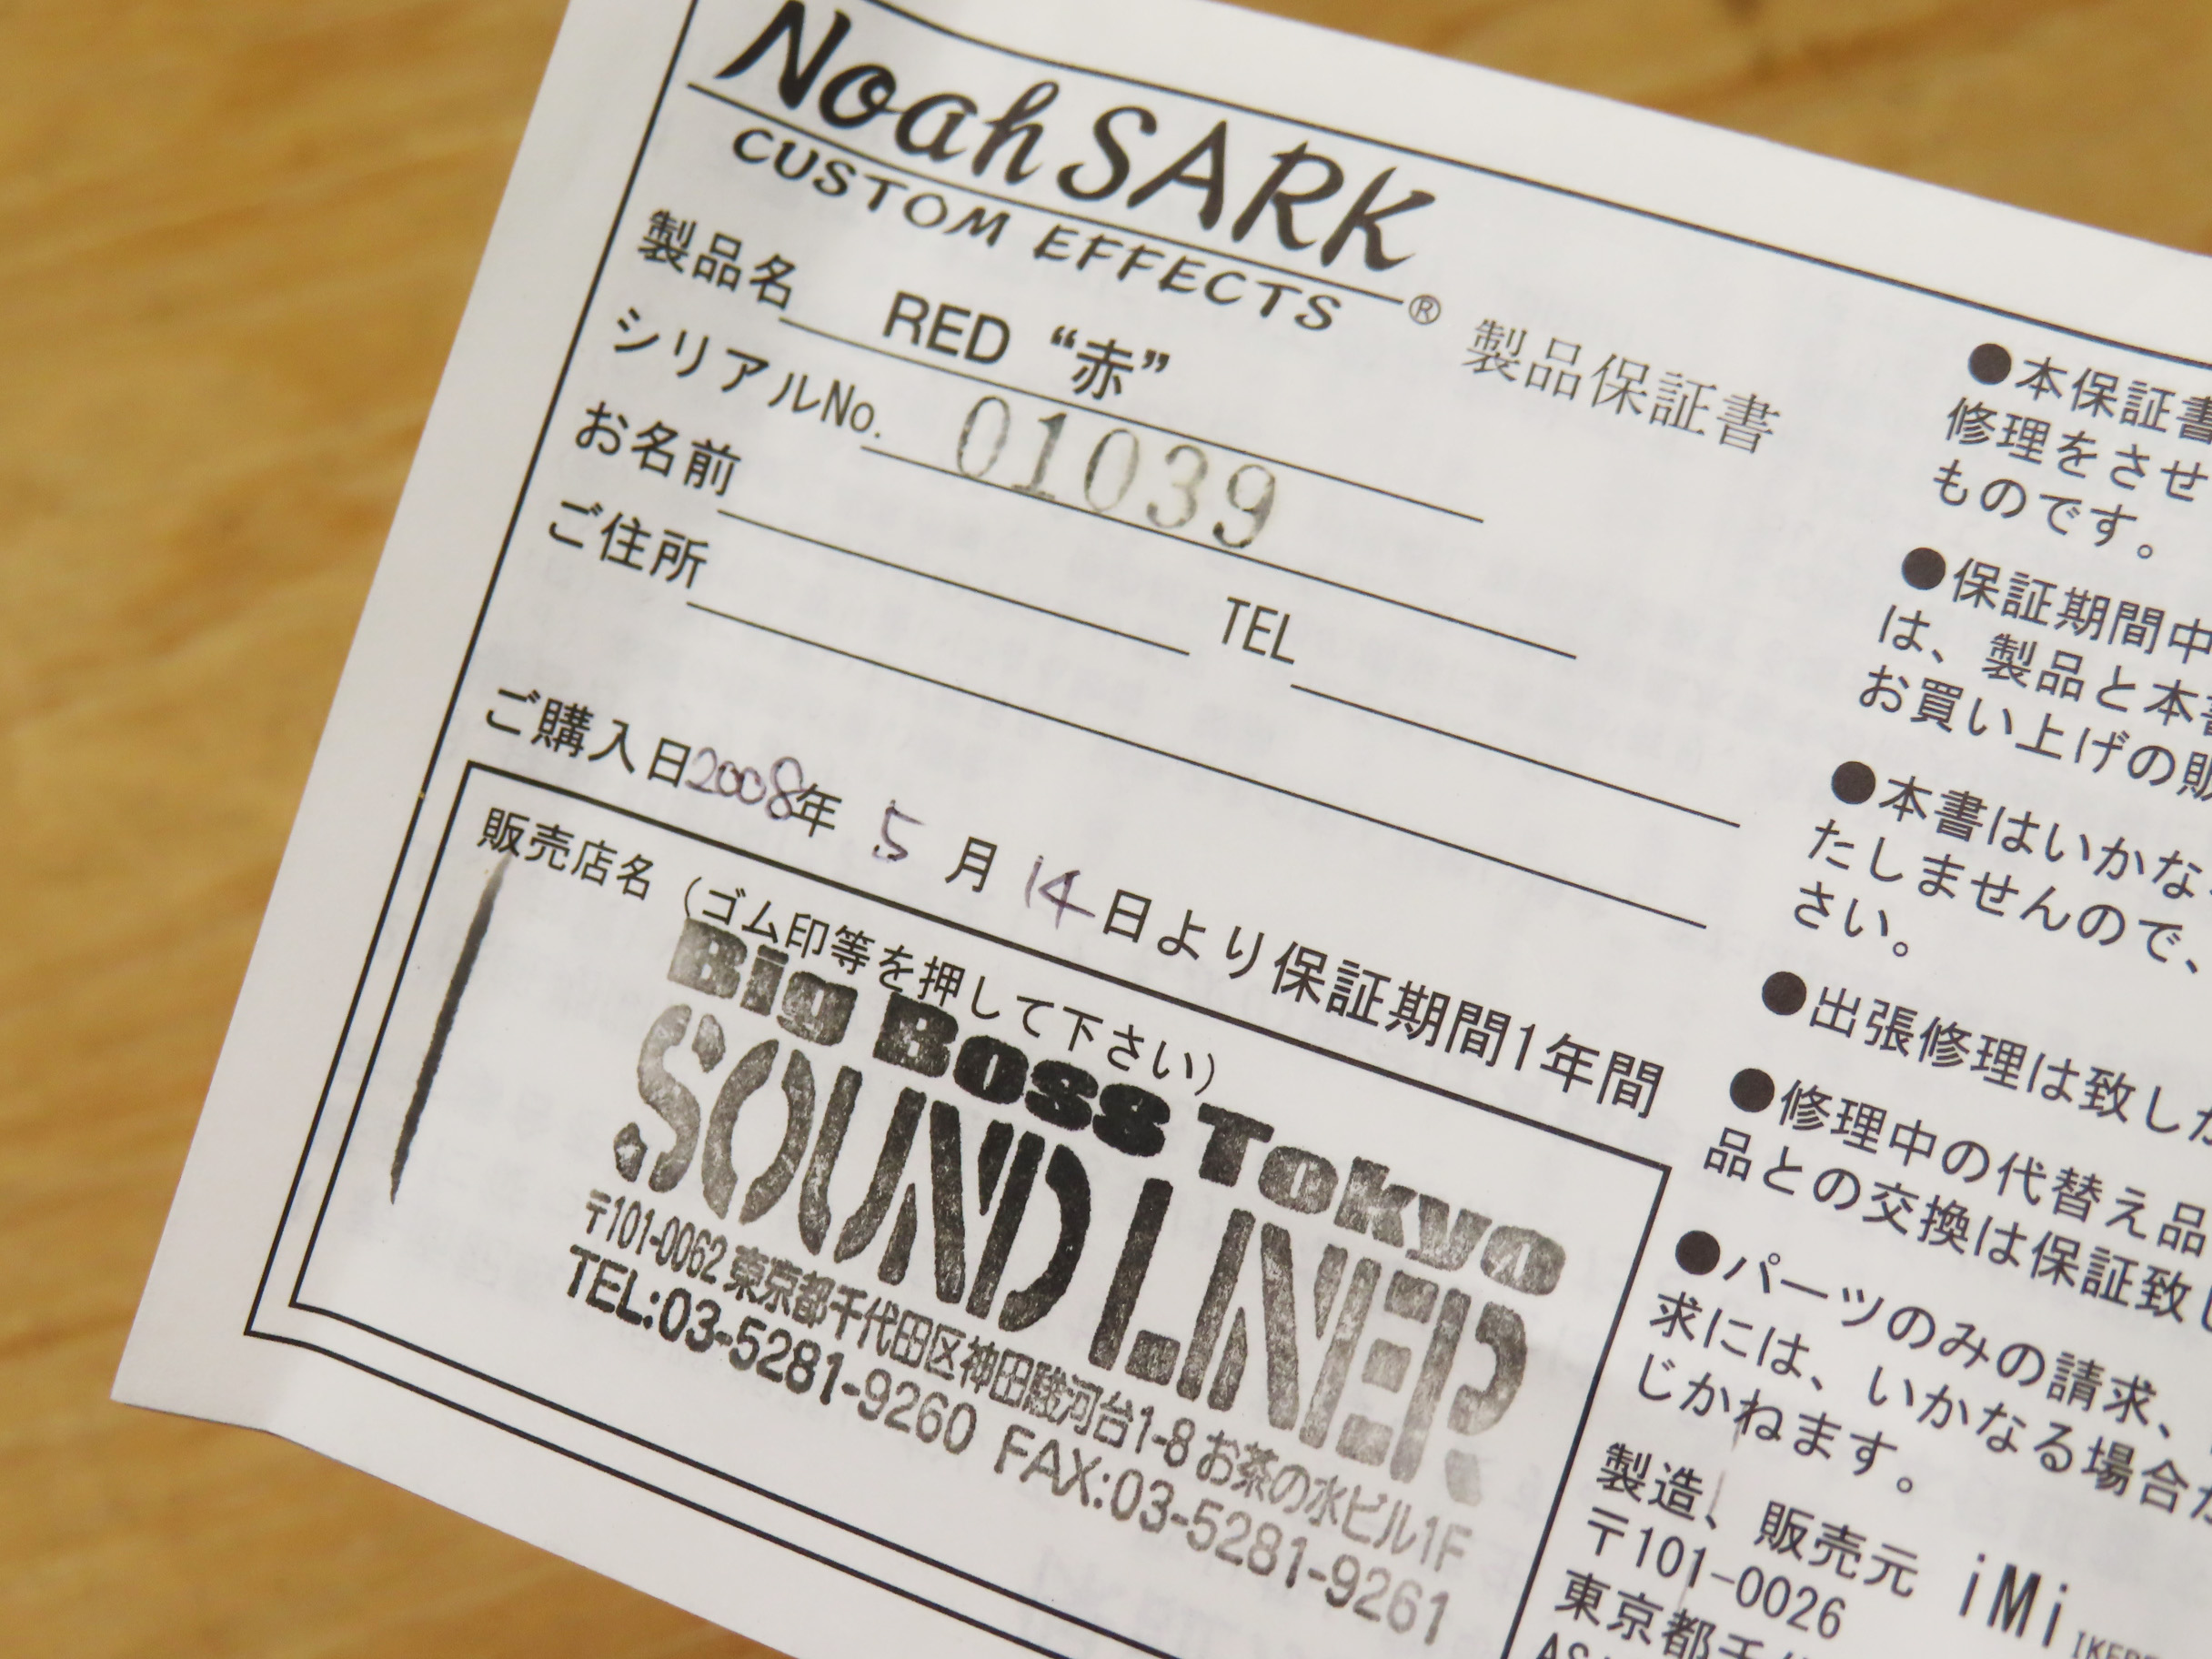 Noah SARK
CUSTOM EFFECTS ®
製品保証書
製品名 RED “赤”
シリアルNo. 01039
お名前 TEL
ご住所
ご購入日2008年 5月 14日より保証期間1年間
販売店名（ゴム印等を押して下さい）
Big Boss Tokyo
SOUND LINER
〒101-0062 東京都千代田区神田駿河台1-8 お茶の水ビル1F
TEL:03-5281-9260 FAX:03-5281-9261
●本保証書
修理をさせ
ものです。
●保証期間中
は、製品と本書
お買い上げの販
●本書はいかな
たしませんので、
さい。
●出張修理は致し
●修理中の代替え品
品との交換は保証致し
●パーツのみの請求、
求には、いかなる場合
じかねます。
製造、販売元 iMi
〒101-0026
東京都千